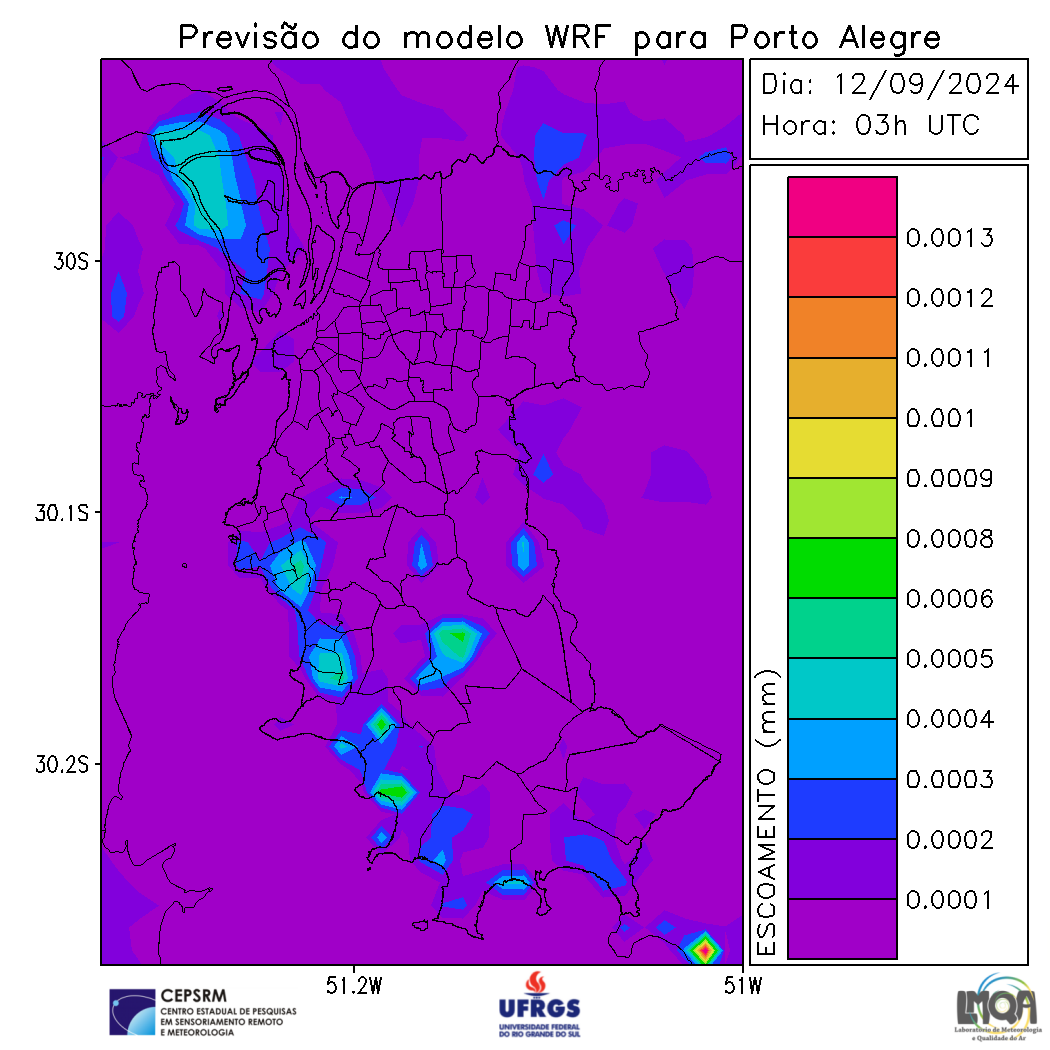 Previsão do modelo WRF para Porto Alegre
Dia: 12/09/2024
Hora: 03h UTC
30S
30.1S
30.2S
51.2W
51W
0.0013
0.0012
0.0011
0.001
0.0009
0.0008
0.0006
0.0005
0.0004
0.0003
0.0002
0.0001
ESCOAMENTO (mm)
CEPSRM
CENTRO ESTADUAL DE PESQUISAS
EM SENSORIAMENTO REMOTO
E METEOROLOGIA
UFRGS
UNIVERSIDADE FEDERAL
DO RIO GRANDE DO SUL
LMQA
Laboratório de Meteorologia
e Qualidade do Ar